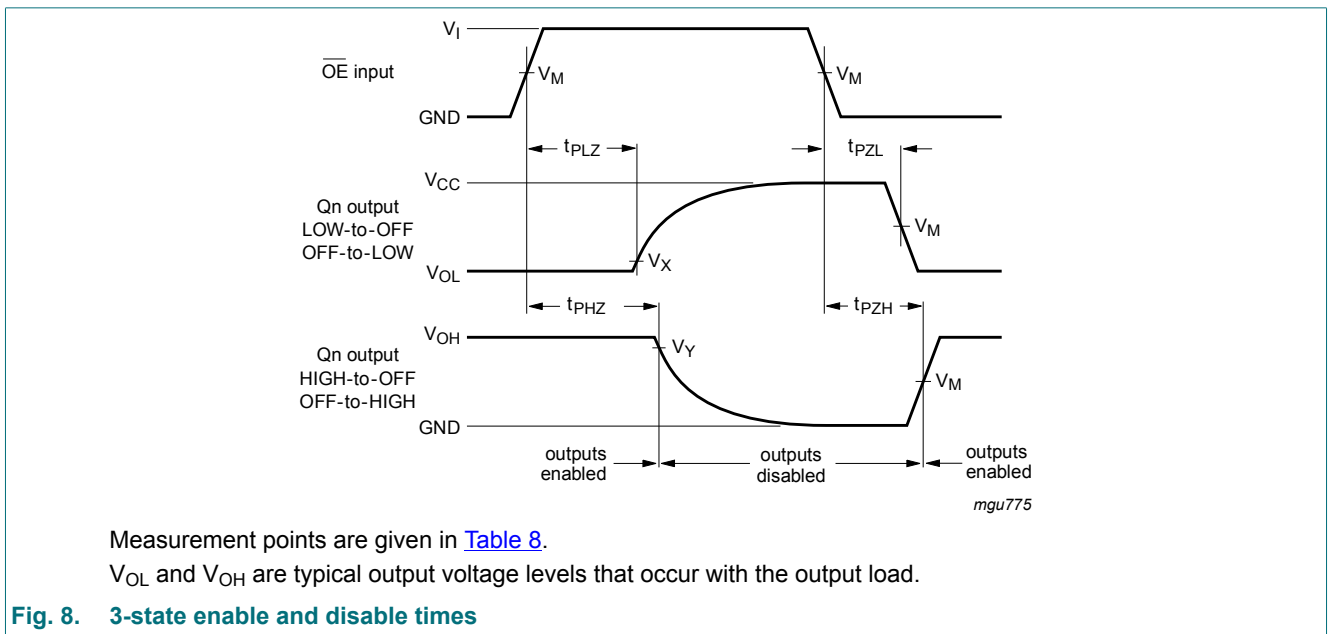 V_I
OE input
V_M
V_M
GND
t_PLZ
t_PZL
V_CC
Qn output
LOW-to-OFF
OFF-to-LOW
V_M
V_X
V_OL
t_PHZ
t_PZH
V_OH
V_Y
Qn output
HIGH-to-OFF
OFF-to-HIGH
V_M
GND
outputs
enabled
outputs
disabled
outputs
enabled
mgu775
Measurement points are given in Table 8.
V_OL and V_OH are typical output voltage levels that occur with the output load.
Fig. 8. 3-state enable and disable times